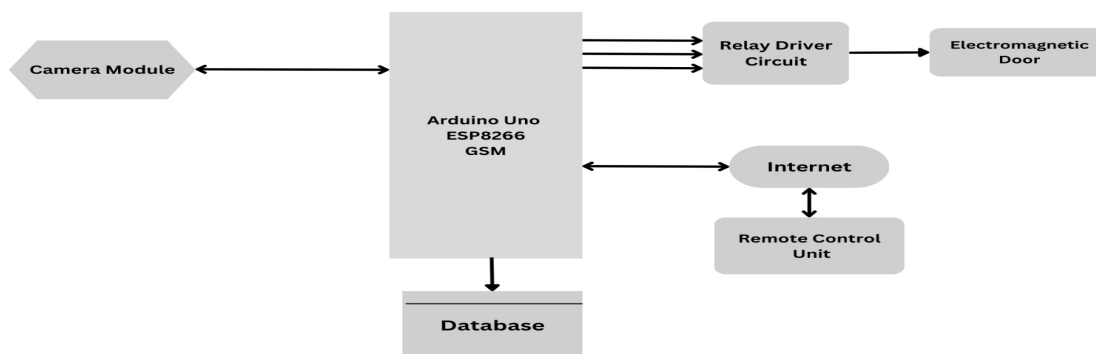 Camera Module
Arduino Uno
ESP8266
GSM
Relay Driver
Circuit
Electromagnetic
Door
Internet
Remote Control
Unit
Database